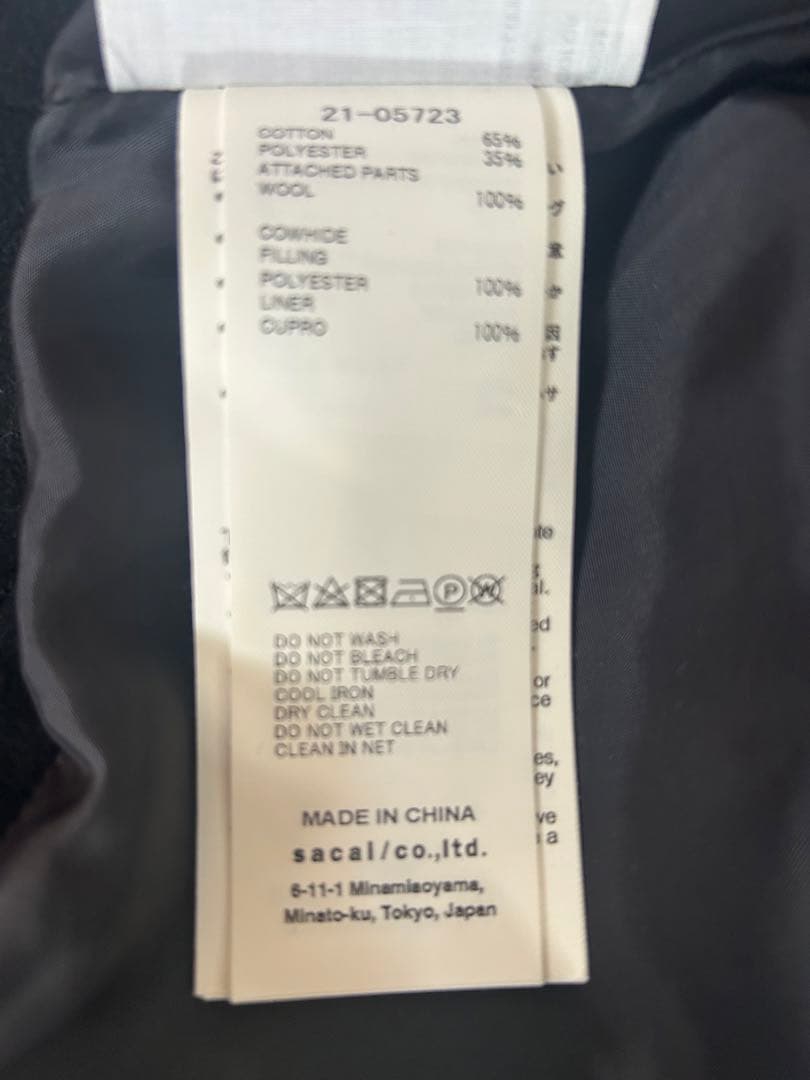 21-05723
COTTON 65%
POLYESTER 35%
ATTACHED PARTS
WOOL 100%
COWHIDE
FILLING
POLYESTER 100%
LINER
CUPRO 100%
DO NOT WASH
DO NOT BLEACH
DO NOT TUMBLE DRY
COOL IRON
DRY CLEAN
DO NOT WET CLEAN
CLEAN IN NET
MADE IN CHINA
sacai/co.,ltd.
6-11-1 Minamiaoyama,
Minato-ku, Tokyo, Japan